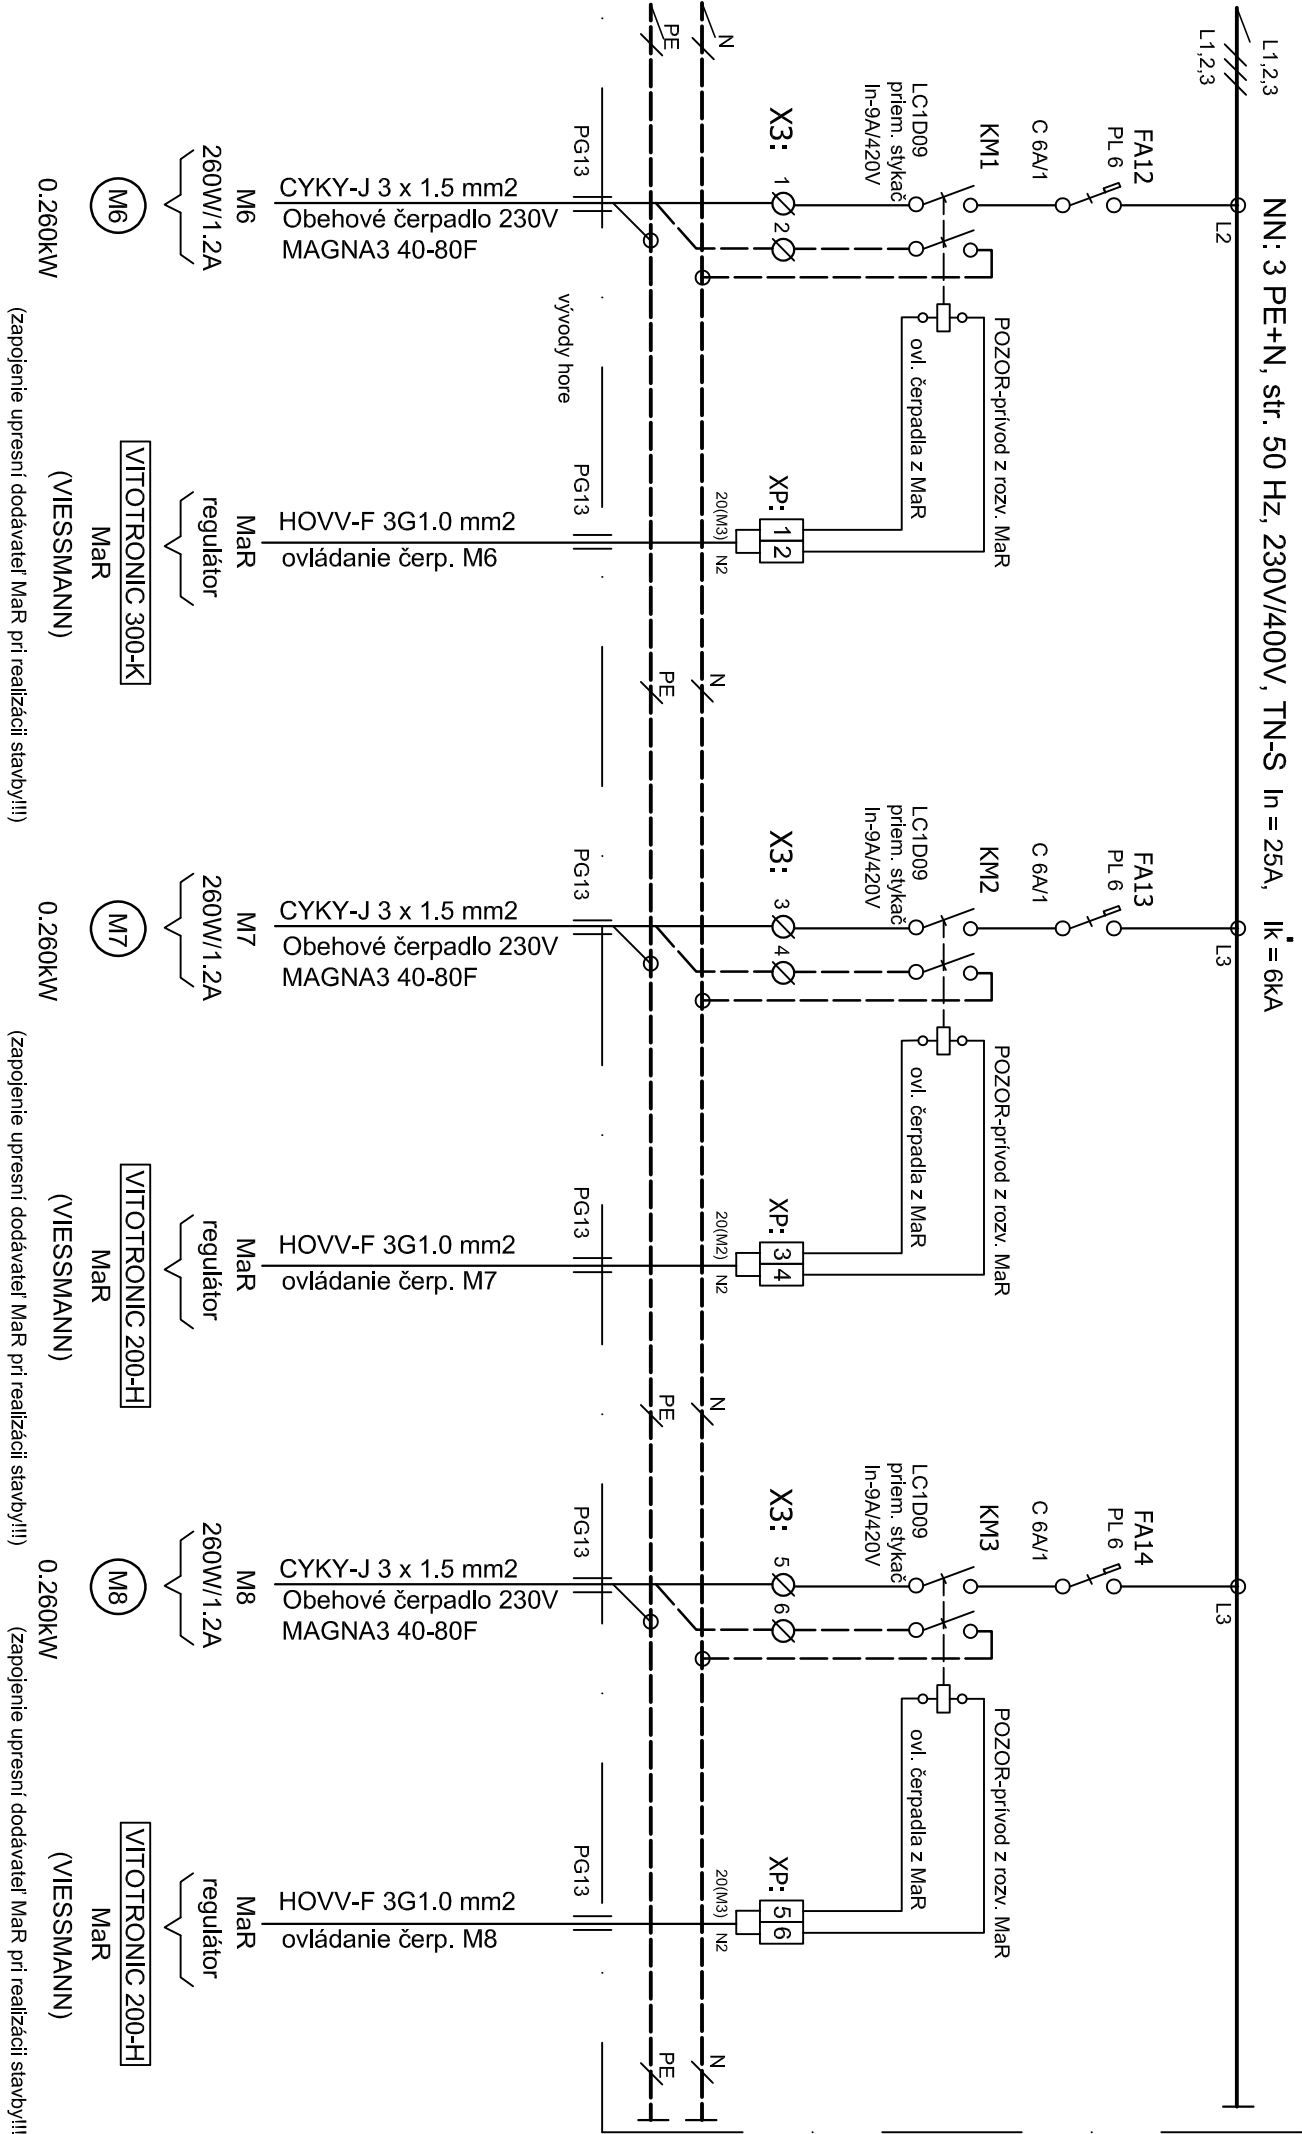 L1,2,3
L1,2,3
NN: 3 PE+N, str. 50 Hz, 230V/400V, TN-S In = 25A, Ik" = 6kA
L2
FA12
PL 6
C 6A/1
KM1
LC1D09
priem. stykač
In-9A/420V
X3: 1 2
POZOR-prívod z rozv. MaR
ovl. čerpadla z MaR
XP: 1 2
20(M3) N2
N
PE
PG13
vývody hore
PG13
CYKY-J 3 x 1.5 mm2
Obehové čerpadlo 230V
MAGNA3 40-80F
M6
260W/1.2A
M6
0.260kW
HOVV-F 3G1.0 mm2
ovládanie čerp. M6
MaR
regulátor
VITOTRONIC 300-K
MaR
(VIESSMANN)
(zapojenie upresní dodávateľ MaR pri realizácii stavby!!!)
N
PE
L3
FA13
PL 6
C 6A/1
KM2
LC1D09
priem. stykač
In-9A/420V
X3: 3 4
POZOR-prívod z rozv. MaR
ovl. čerpadla z MaR
XP: 3 4
20(M2) N2
PG13
PG13
CYKY-J 3 x 1.5 mm2
Obehové čerpadlo 230V
MAGNA3 40-80F
M7
260W/1.2A
M7
0.260kW
HOVV-F 3G1.0 mm2
ovládanie čerp. M7
MaR
regulátor
VITOTRONIC 200-H
MaR
(VIESSMANN)
(zapojenie upresní dodávateľ MaR pri realizácii stavby!!!)
N
PE
L3
FA14
PL 6
C 6A/1
KM3
LC1D09
priem. stykač
In-9A/420V
X3: 5 6
POZOR-prívod z rozv. MaR
ovl. čerpadla z MaR
XP: 5 6
20(M3) N2
PG13
PG13
CYKY-J 3 x 1.5 mm2
Obehové čerpadlo 230V
MAGNA3 40-80F
M8
260W/1.2A
M8
0.260kW
HOVV-F 3G1.0 mm2
ovládanie čerp. M8
MaR
regulátor
VITOTRONIC 200-H
MaR
(VIESSMANN)
(zapojenie upresní dodávateľ MaR pri realizácii stavby!!!
N
PE